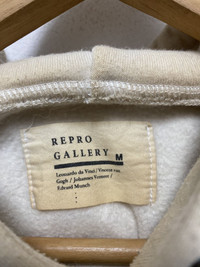 REPRO
GALLERY M
Leonardo da Vinci / Vincent van
Gogh / Johannes Vermeer /
Edvard Munch